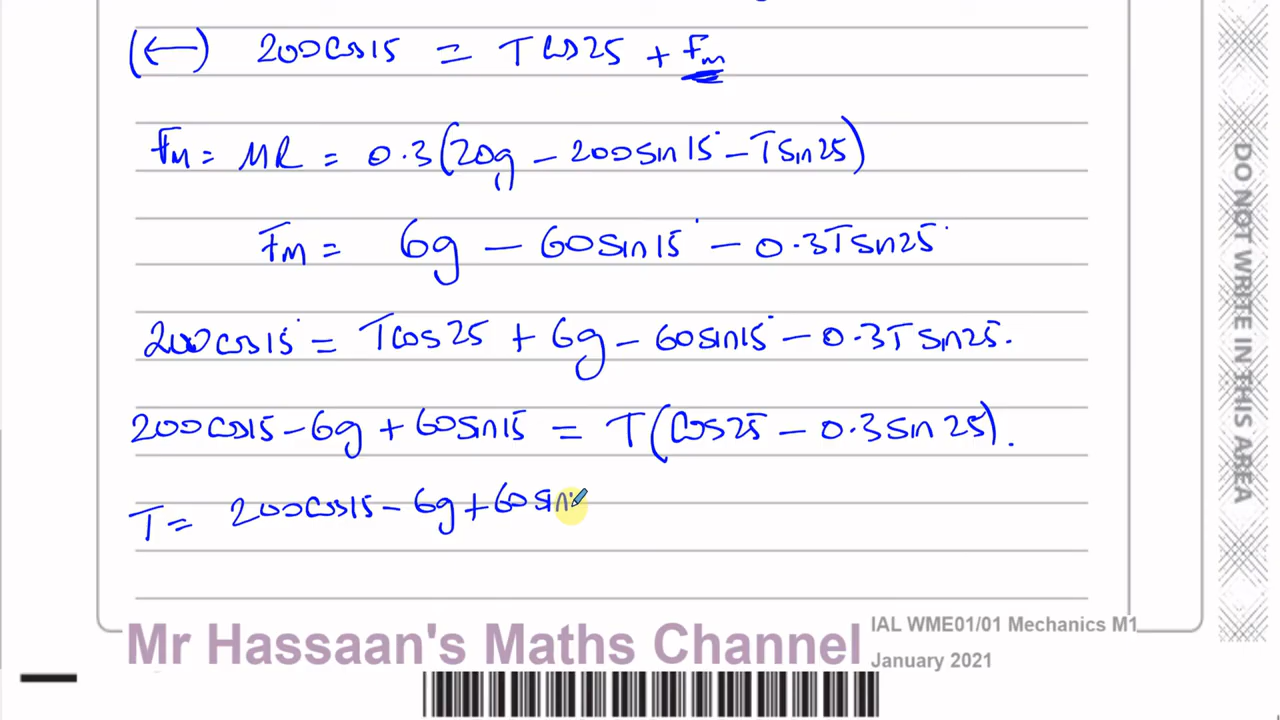 (←) 200cos15 = Tcos25 + Fm
Fm = MR = 0.3(20g - 200sin15° - Tsin25)
Fm = 6g - 60sin15° - 0.3Tsin25°
200cos15° = Tcos25 + 6g - 60sin15° - 0.3Tsin25.
200cos15 - 6g + 60sin15 = T(cos25 - 0.3sin25).
T = 200cos15 - 6g + 60sin
Mr Hassaan's Maths Channel
IAL WME01/01 Mechanics M1
January 2021
DO NOT WRITE IN THIS AREA